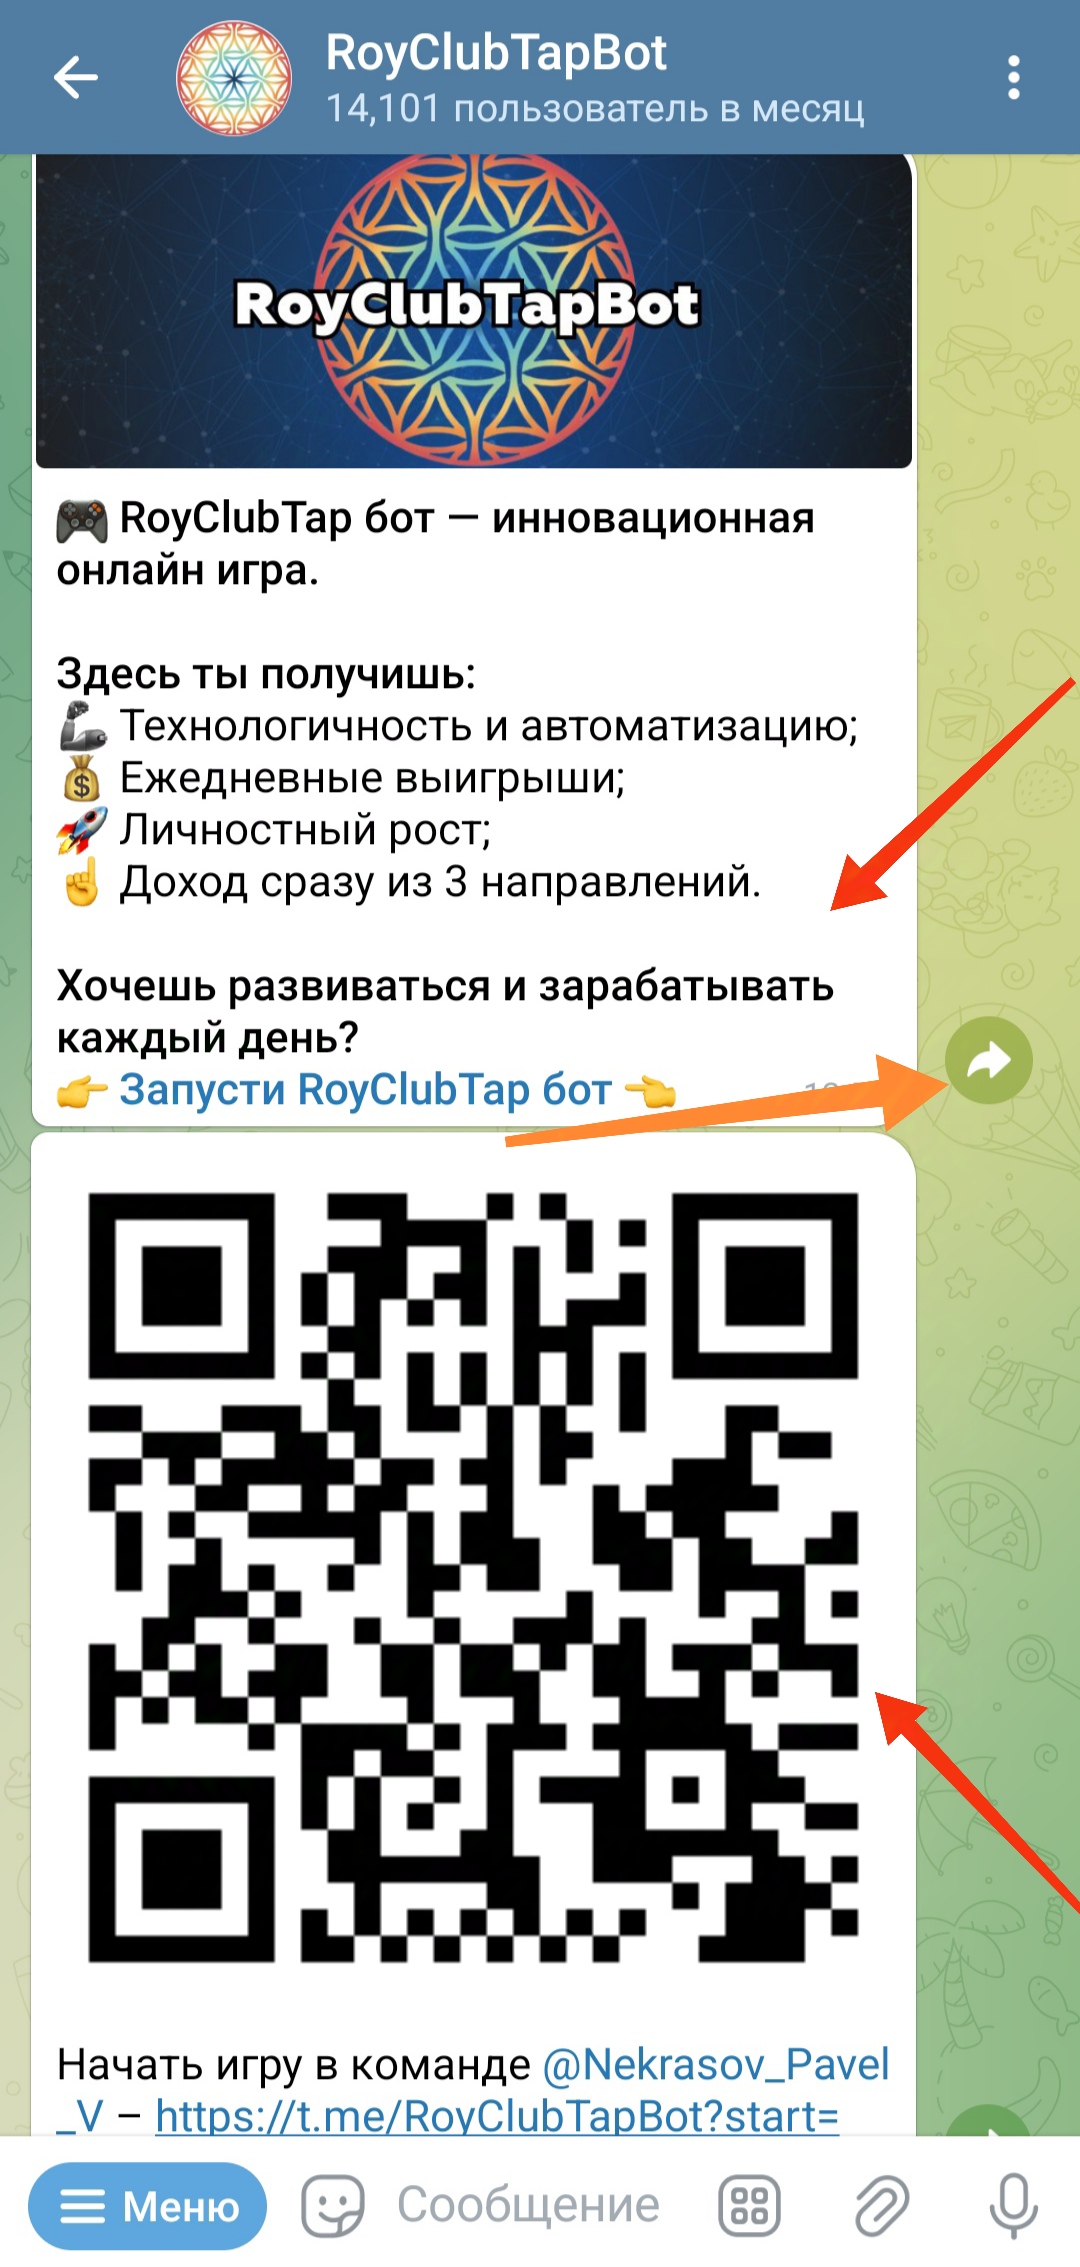 RoyClubTapBot
14,101 пользователь в месяц
RoyClubTapBot
🎮 RoyClubTap бот — инновационная
онлайн игра.
Здесь ты получишь:
🦾 Технологичность и автоматизацию;
💰 Ежедневные выигрыши;
🚀 Личностный рост;
☝️ Доход сразу из 3 направлений.
Хочешь развиваться и зарабатывать
каждый день?
👉 Запусти RoyClubTap бот 👈
Начать игру в команде @Nekrasov_Pavel
_V – https://t.me/RoyClubTapBot?start=
Меню
Сообщение